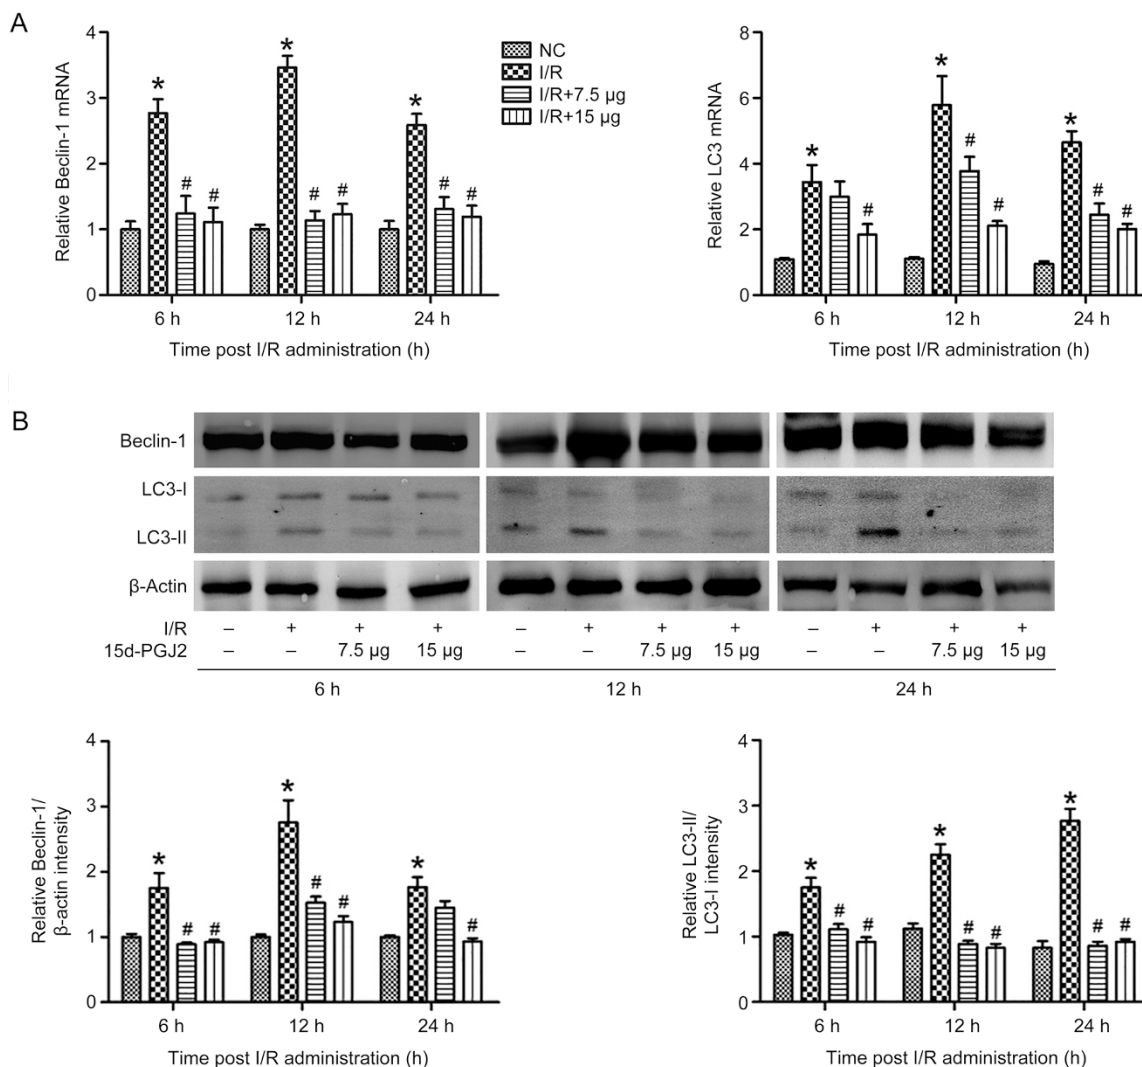 A
Relative Beclin-1 mRNA
4
3
2
1
0
* * *
# # # # # #
6 h 12 h 24 h
Time post I/R administration (h)
NC
I/R
I/R+7.5 µg
I/R+15 µg
Relative LC3 mRNA
8
6
4
2
0
* * *
# # # # #
6 h 12 h 24 h
Time post I/R administration (h)
B
Beclin-1
LC3-I
LC3-II
β-Actin
I/R – + + + – + + + – + + +
15d-PGJ2 – – 7.5 µg 15 µg – – 7.5 µg 15 µg – – 7.5 µg 15 µg
6 h 12 h 24 h
Relative Beclin-1/
β-actin intensity
4
3
2
1
0
* * *
# # # # #
6 h 12 h 24 h
Time post I/R administration (h)
Relative LC3-II/
LC3-I intensity
4
3
2
1
0
* * *
# # # # # #
6 h 12 h 24 h
Time post I/R administration (h)